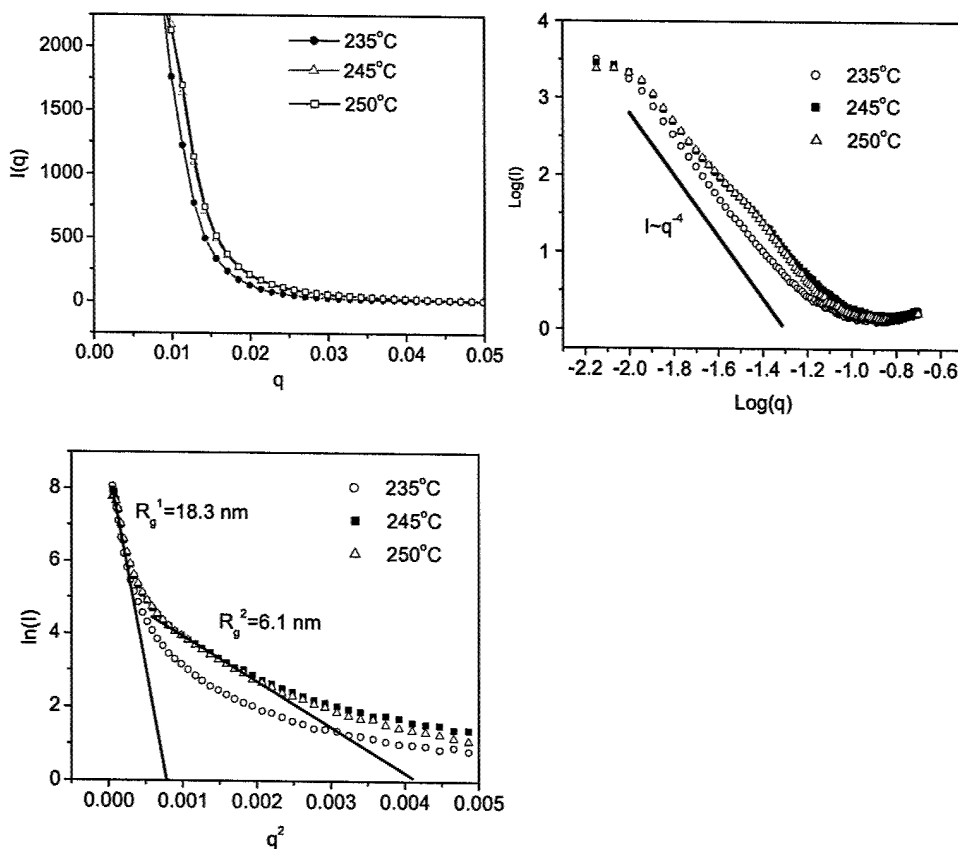 2000
1500
1000
500
0
I(q)
235°C
245°C
250°C
0.00 0.01 0.02 0.03 0.04 0.05
q
4
3
2
1
0
Log(I)
235°C
245°C
250°C
I~q⁻⁴
-2.2 -2.0 -1.8 -1.6 -1.4 -1.2 -1.0 -0.8 -0.6
Log(q)
8
6
4
2
0
ln(I)
R_g¹=18.3 nm
R_g²=6.1 nm
235°C
245°C
250°C
0.000 0.001 0.002 0.003 0.004 0.005
q²